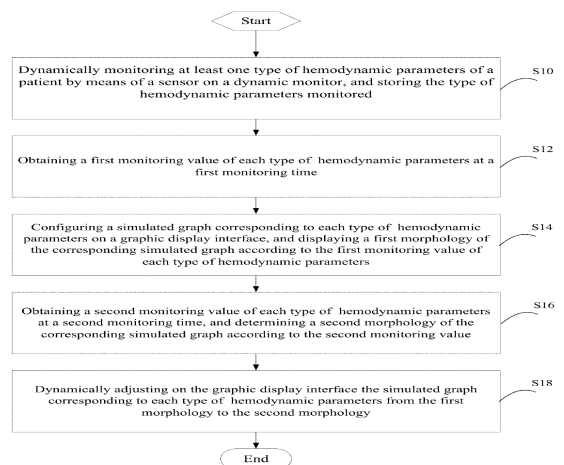 Start
Dynamically monitoring at least one type of hemodynamic parameters of a
patient by means of a sensor on a dynamic monitor, and storing the type of
hemodynamic parameters monitored
S10
Obtaining a first monitoring value of each type of hemodynamic parameters at a
first monitoring time
S12
Configuring a simulated graph corresponding to each type of hemodynamic
parameters on a graphic display interface, and displaying a first morphology of
the corresponding simulated graph according to the first monitoring value of
each type of hemodynamic parameters
S14
Obtaining a second monitoring value of each type of hemodynamic parameters
at a second monitoring time, and determining a second morphology of the
corresponding simulated graph according to the second monitoring value
S16
Dynamically adjusting on the graphic display interface the simulated graph
corresponding to each type of hemodynamic parameters from the first
morphology to the second morphology
S18
End